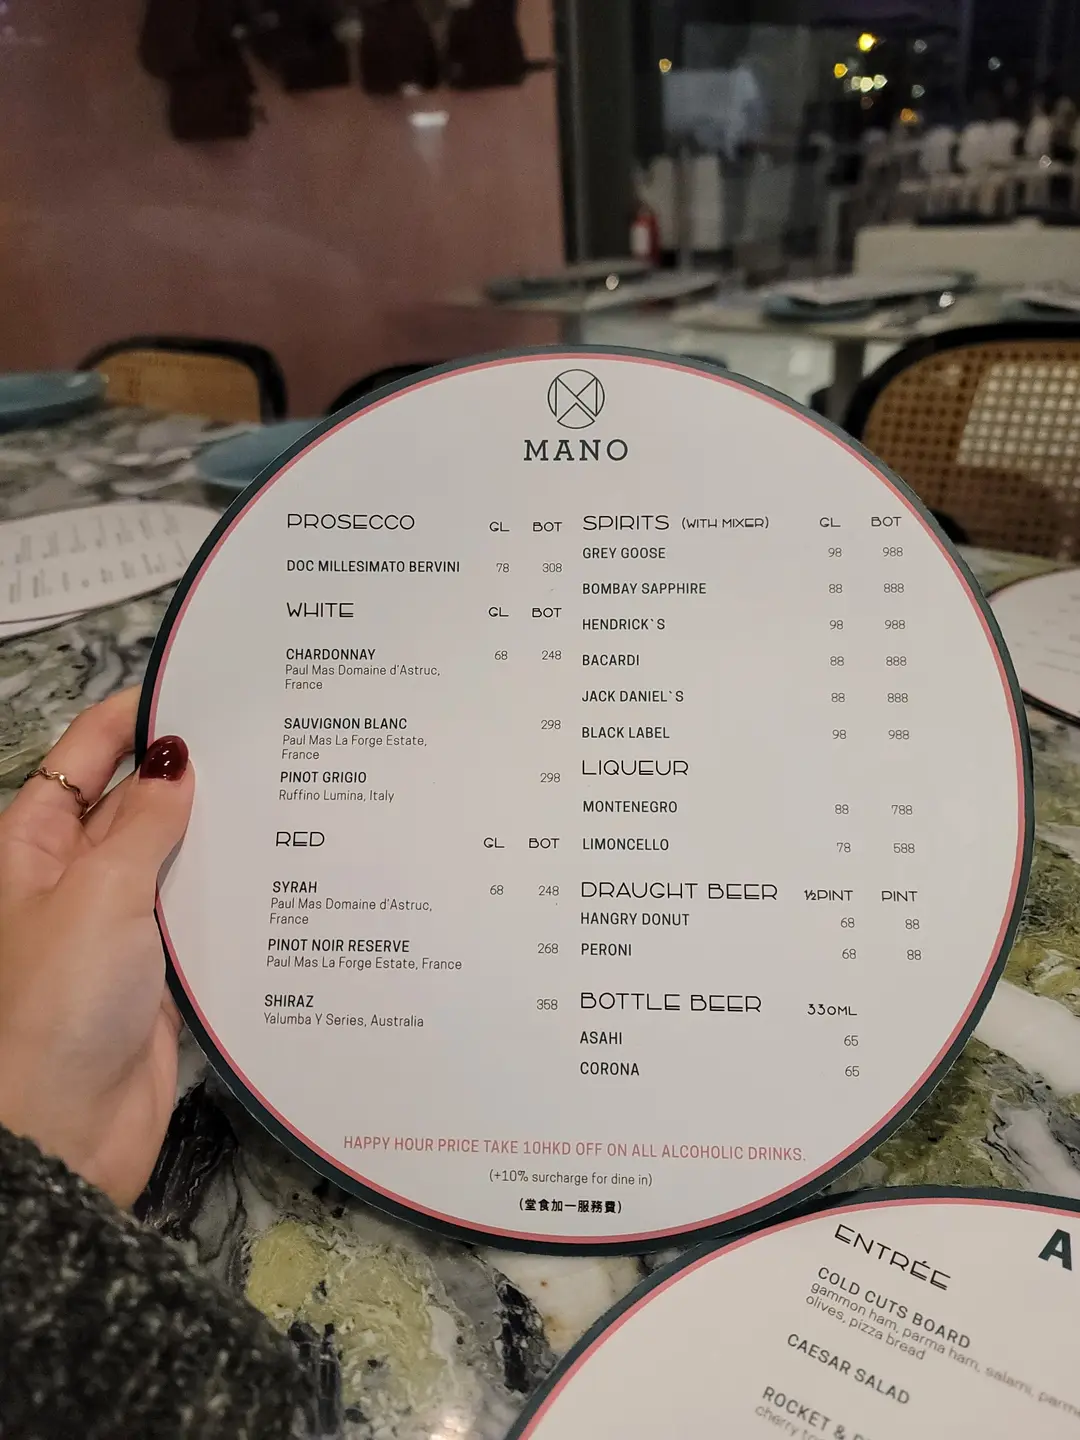 MANO
PROSECCO GL BOT
DOC MILLESIMATO BERVINI 78 308
WHITE GL BOT
CHARDONNAY 68 248
Paul Mas Domaine d'Astruc,
France
SAUVIGNON BLANC 298
Paul Mas La Forge Estate,
France
PINOT GRIGIO 298
Ruffino Lumina, Italy
RED GL BOT
SYRAH 68 248
Paul Mas Domaine d'Astruc,
France
PINOT NOIR RESERVE 268
Paul Mas La Forge Estate, France
SHIRAZ 358
Yalumba Y Series, Australia
SPIRITS (WITH MIXER) GL BOT
GREY GOOSE 98 988
BOMBAY SAPPHIRE 88 888
HENDRICK`S 98 988
BACARDI 88 888
JACK DANIEL`S 88 888
BLACK LABEL 98 988
LIQUEUR
MONTENEGRO 88 788
LIMONCELLO 78 588
DRAUGHT BEER ½PINT PINT
HANGRY DONUT 68 88
PERONI 68 88
BOTTLE BEER 330ML
ASAHI 65
CORONA 65
HAPPY HOUR PRICE TAKE 10HKD OFF ON ALL ALCOHOLIC DRINKS.
(+10% surcharge for dine in)
(堂食加一服務費)
A
ENTRÉE
COLD CUTS BOARD
gammon ham, parma ham, salami, parm
olives, pizza bread
CAESAR SALAD
ROCKET &
cherry